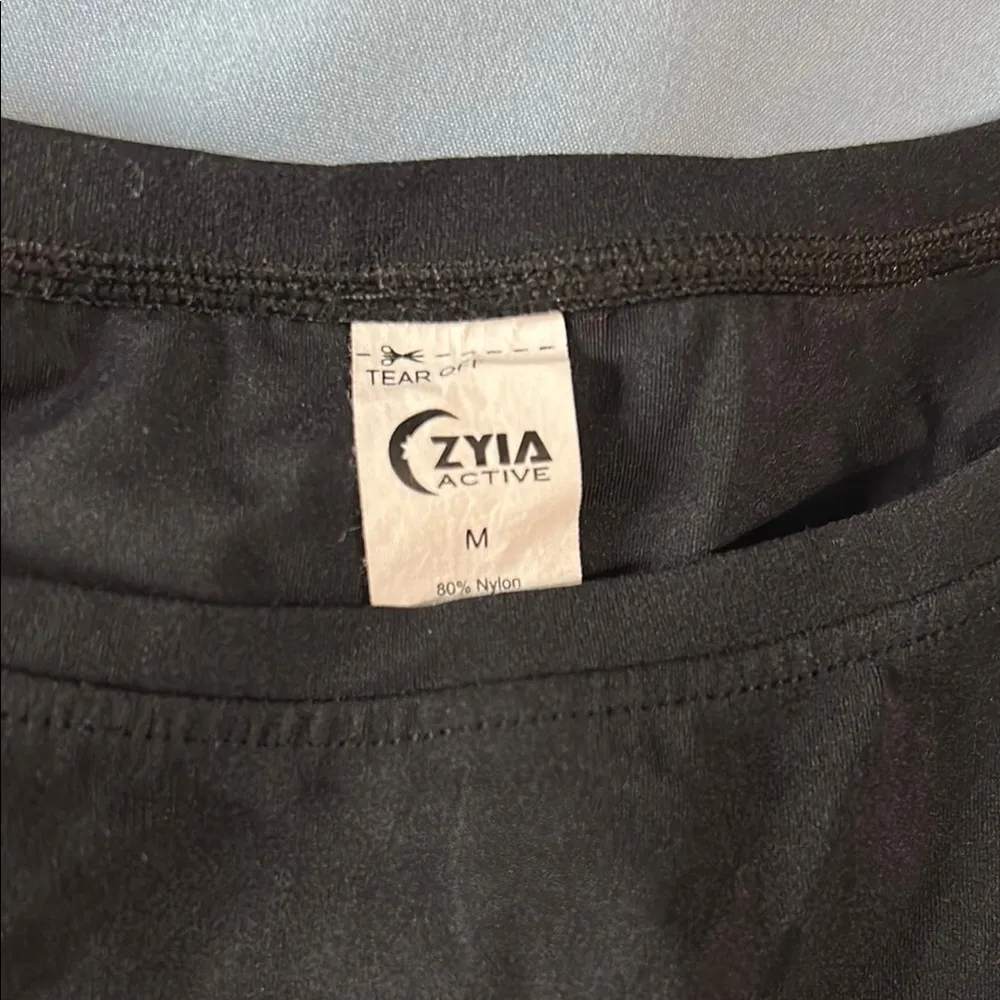 TEAR OFF
ZYIA
ACTIVE
M
80% Nylon